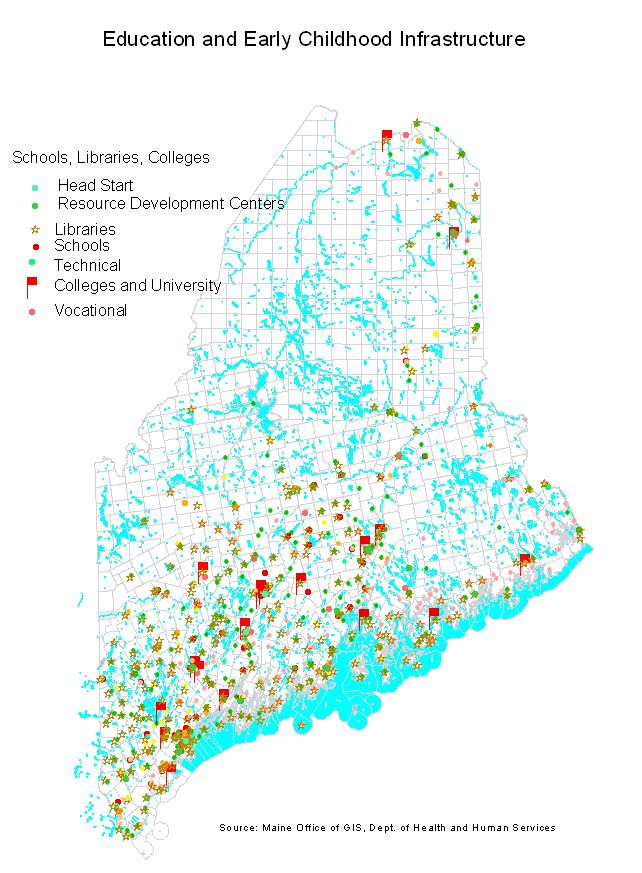 Education and Early Childhood Infrastructure
Schools, Libraries, Colleges
Head Start
Resource Development Centers
Libraries
Schools
Technical
Colleges and University
Vocational
Source: Maine Office of GIS, Dept. of Health and Human Services